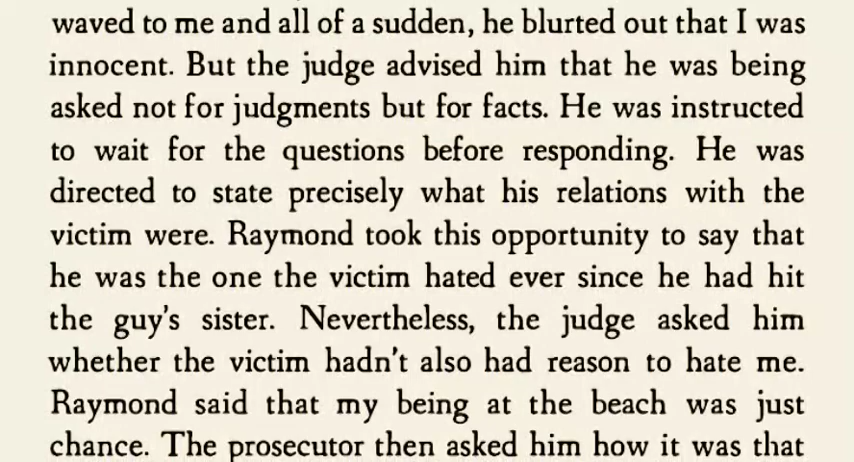 waved to me and all of a sudden, he blurted out that I was
innocent. But the judge advised him that he was being
asked not for judgments but for facts. He was instructed
to wait for the questions before responding. He was
directed to state precisely what his relations with the
victim were. Raymond took this opportunity to say that
he was the one the victim hated ever since he had hit
the guy's sister. Nevertheless, the judge asked him
whether the victim hadn't also had reason to hate me.
Raymond said that my being at the beach was just
chance. The prosecutor then asked him how it was that